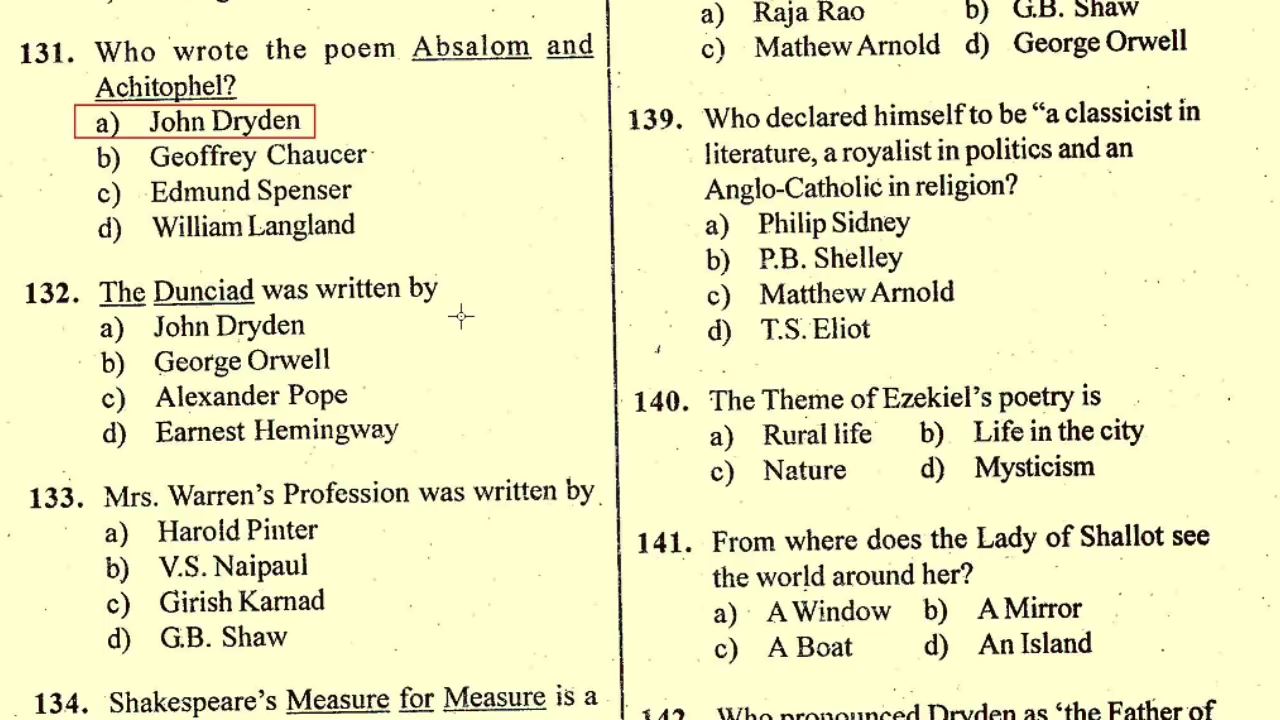 131. Who wrote the poem Absalom and
Achitophel?
a) John Dryden
b) Geoffrey Chaucer
c) Edmund Spenser
d) William Langland
132. The Dunciad was written by
a) John Dryden
b) George Orwell
c) Alexander Pope
d) Earnest Hemingway
133. Mrs. Warren's Profession was written by
a) Harold Pinter
b) V.S. Naipaul
c) Girish Karnad
d) G.B. Shaw
134. Shakespeare's Measure for Measure is a
a) Raja Rao b) G.B. Shaw
c) Mathew Arnold d) George Orwell
139. Who declared himself to be “a classicist in
literature, a royalist in politics and an
Anglo-Catholic in religion?
a) Philip Sidney
b) P.B. Shelley
c) Matthew Arnold
d) T.S. Eliot
140. The Theme of Ezekiel's poetry is
a) Rural life b) Life in the city
c) Nature d) Mysticism
141. From where does the Lady of Shallot see
the world around her?
a) A Window b) A Mirror
c) A Boat d) An Island
142. Who pronounced Dryden as ‘the Father of